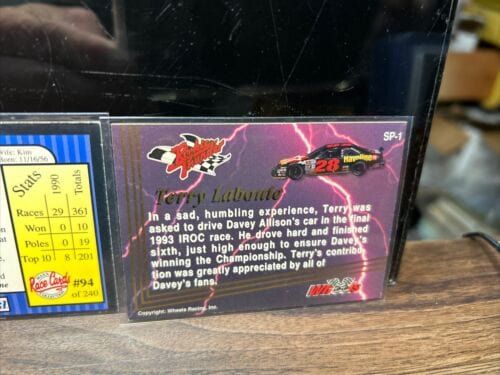 Wife: Kim
Born: 11/16/56
Stats
1990
Races 29 361
Won 0 10
Poles 0 19
Top 10 8 201
Race Cards
#94
of 240
SP-1
Havoline
28
Terry Labonte
In a sad, humbling experience, Terry was
asked to drive Davey Allison's car in the final
1993 IROC race. He drove hard and finished
sixth, just high enough to ensure Davey's
winning the Championship. Terry's contribu-
tion was greatly appreciated by all of
Davey's fans.
Copyright: Wheels Racing, Inc.